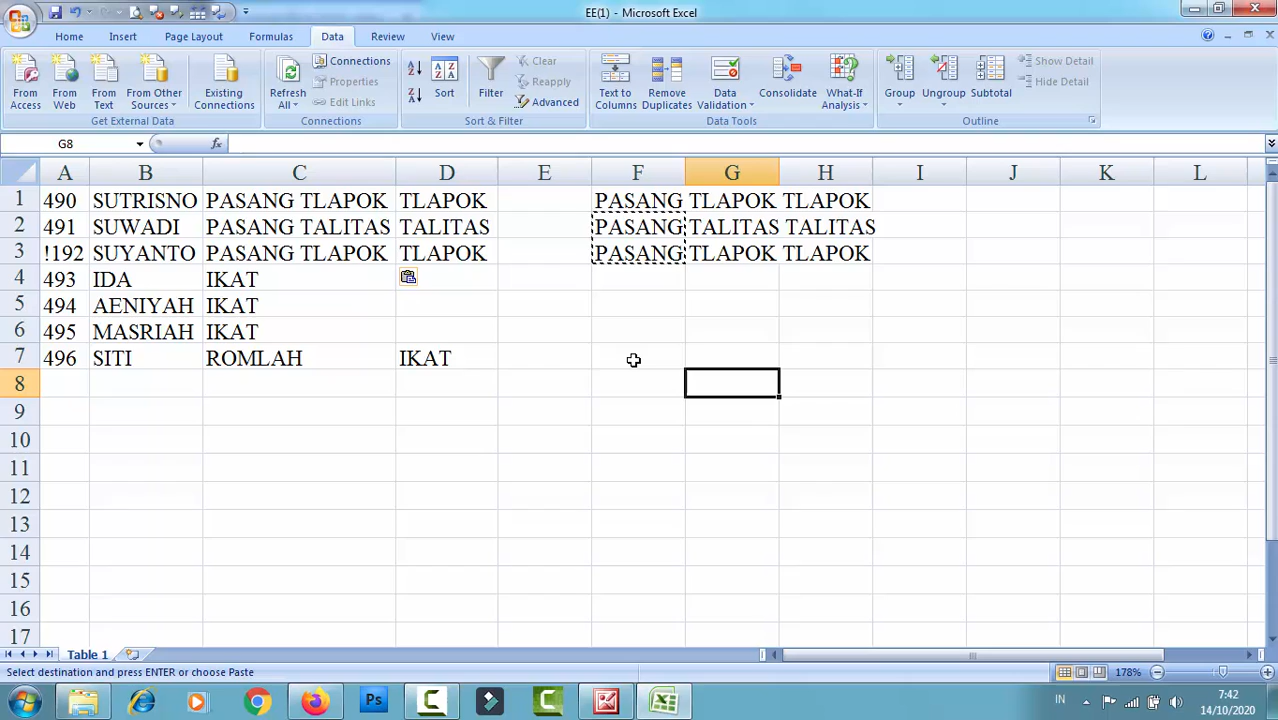 EE(1) - Microsoft Excel
Home Insert Page Layout Formulas Data Review View
From Access From Web From Text From Other Sources Existing Connections
Get External Data
Refresh All Connections Properties Edit Links
Connections
Sort Filter Clear Reapply Advanced
Sort & Filter
Text to Columns Remove Duplicates Data Validation Consolidate What-If Analysis
Data Tools
Group Ungroup Subtotal Show Detail Hide Detail
Outline
G8 fx
A B C D E F G H I J K L
1 490 SUTRISNO PASANG TLAPOK TLAPOK PASANG TLAPOK TLAPOK
2 491 SUWADI PASANG TALITAS TALITAS PASANG TALITAS TALITAS
3 !192 SUYANTO PASANG TLAPOK TLAPOK PASANG TLAPOK TLAPOK
4 493 IDA IKAT
5 494 AENIYAH IKAT
6 495 MASRIAH IKAT
7 496 SITI ROMLAH IKAT
8
9
10
11
12
13
14
15
16
17
Table 1
Select destination and press ENTER or choose Paste 178%
Ps IN 7:42
14/10/2020